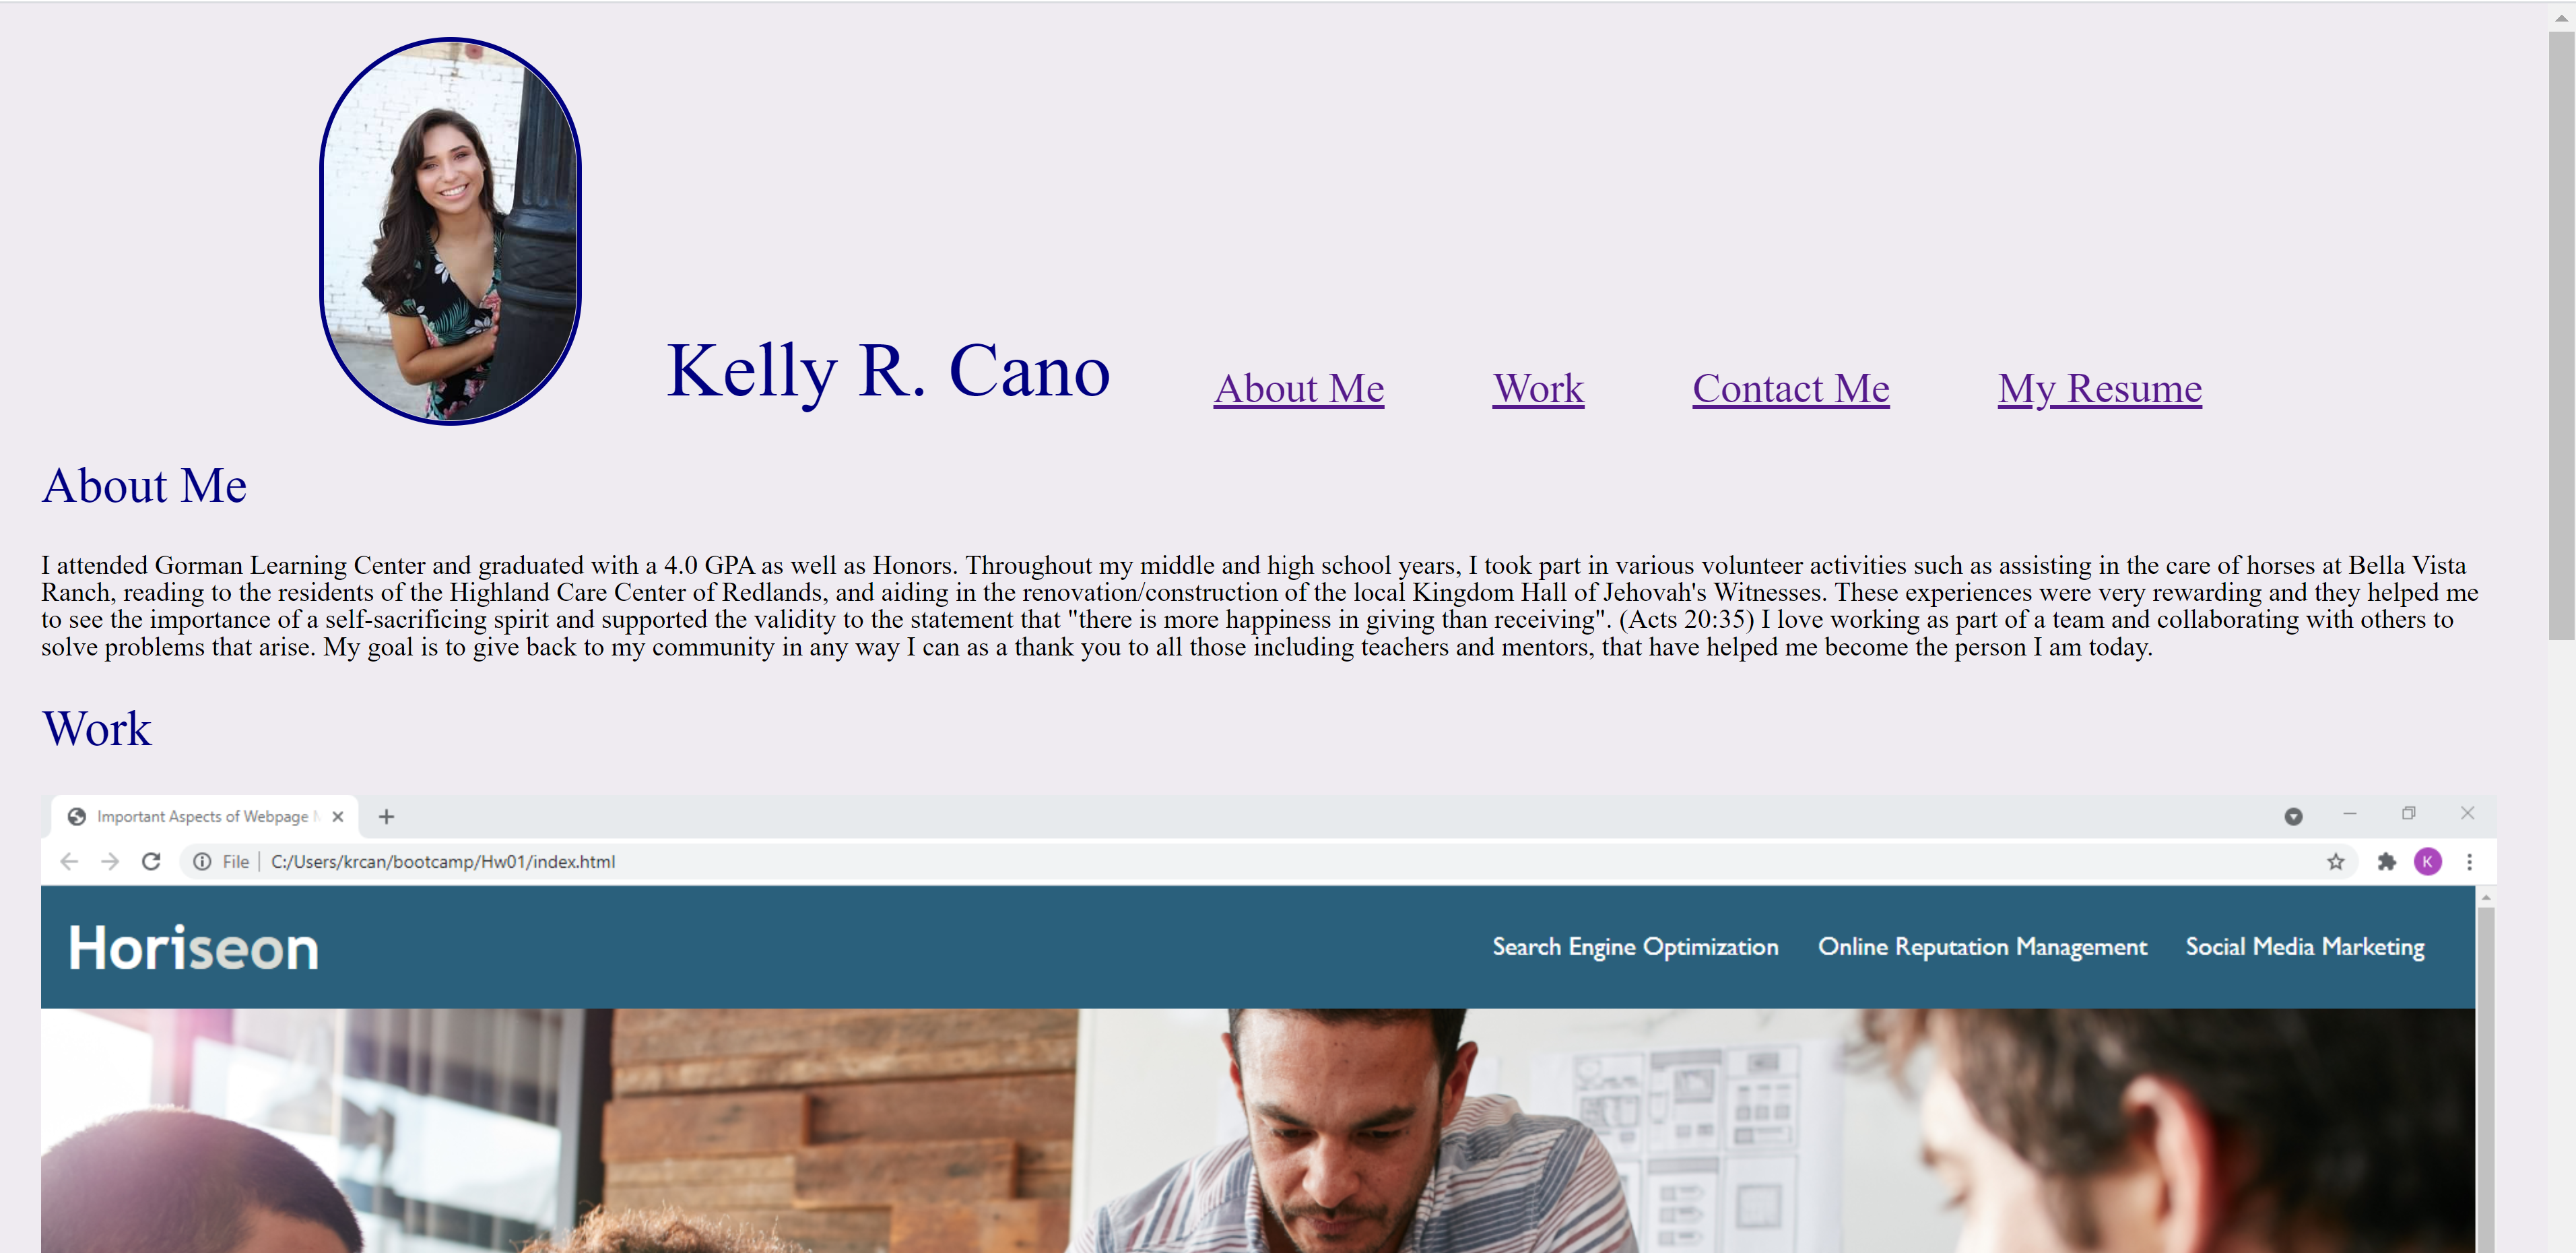 Kelly R. Cano
About Me
Work
Contact Me
My Resume
About Me
I attended Gorman Learning Center and graduated with a 4.0 GPA as well as Honors. Throughout my middle and high school years, I took part in various volunteer activities such as assisting in the care of horses at Bella Vista
Ranch, reading to the residents of the Highland Care Center of Redlands, and aiding in the renovation/construction of the local Kingdom Hall of Jehovah's Witnesses. These experiences were very rewarding and they helped me
to see the importance of a self-sacrificing spirit and supported the validity to the statement that "there is more happiness in giving than receiving". (Acts 20:35) I love working as part of a team and collaborating with others to
solve problems that arise. My goal is to give back to my community in any way I can as a thank you to all those including teachers and mentors, that have helped me become the person I am today.
Work
Important Aspects of Webpage
File | C:/Users/krcan/bootcamp/Hw01/index.html
K
Horiseon
Search Engine Optimization
Online Reputation Management
Social Media Marketing